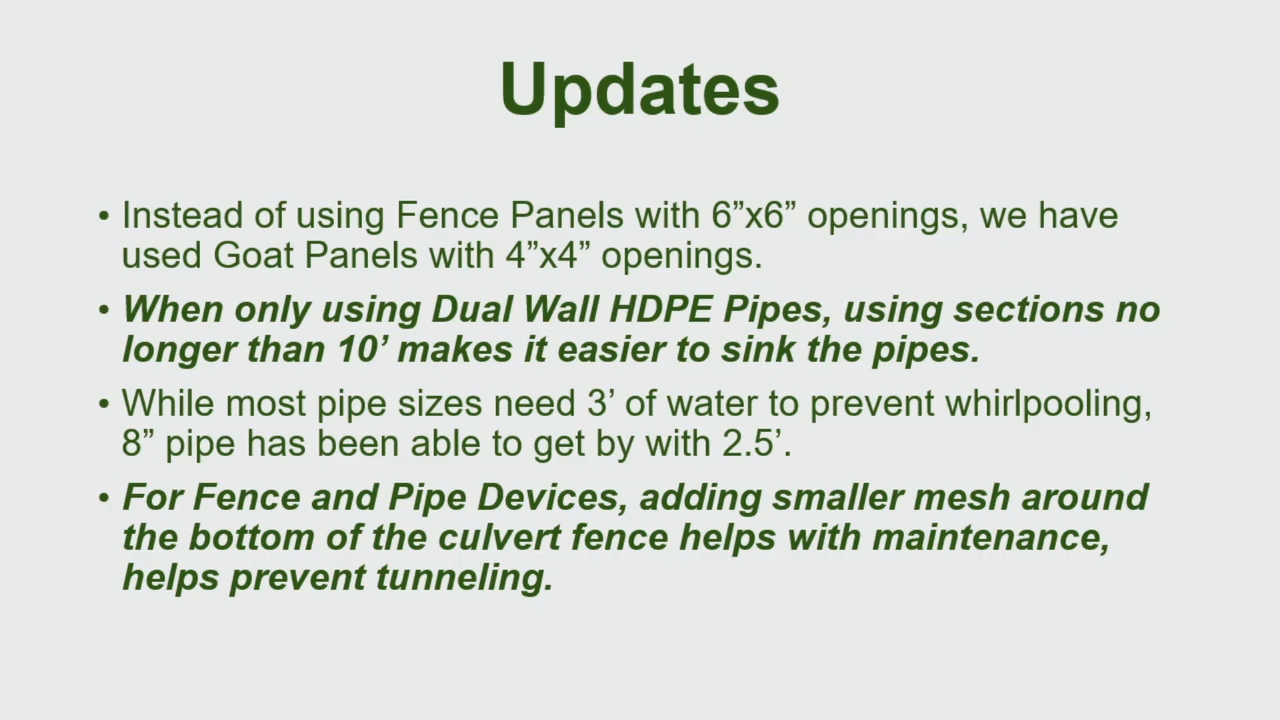 Updates
• Instead of using Fence Panels with 6”x6” openings, we have
used Goat Panels with 4”x4” openings.
• When only using Dual Wall HDPE Pipes, using sections no
longer than 10’ makes it easier to sink the pipes.
• While most pipe sizes need 3’ of water to prevent whirlpooling,
8” pipe has been able to get by with 2.5’.
• For Fence and Pipe Devices, adding smaller mesh around
the bottom of the culvert fence helps with maintenance,
helps prevent tunneling.